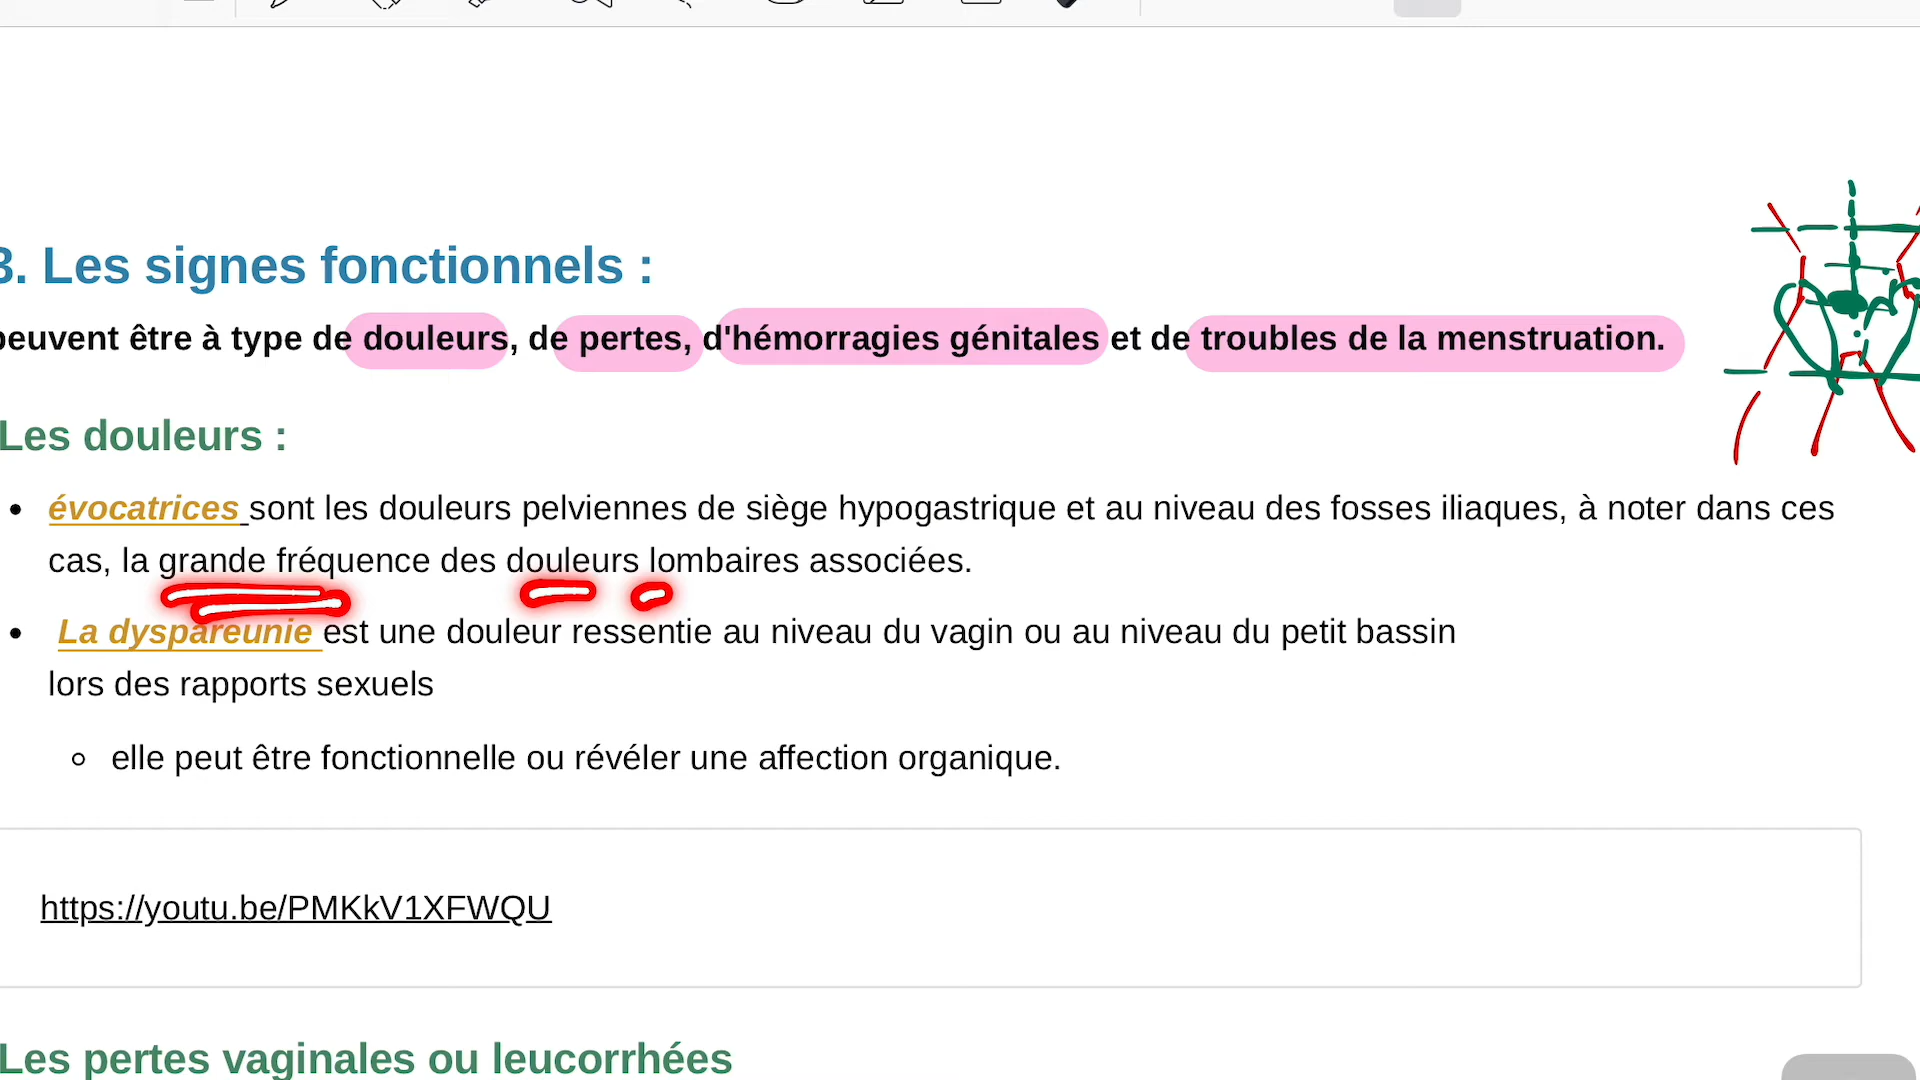 3. Les signes fonctionnels :
peuvent être à type de douleurs, de pertes, d'hémorragies génitales et de troubles de la menstruation.
Les douleurs :
• évocatrices sont les douleurs pelviennes de siège hypogastrique et au niveau des fosses iliaques, à noter dans ces
cas, la grande fréquence des douleurs lombaires associées.
• La dyspareunie est une douleur ressentie au niveau du vagin ou au niveau du petit bassin
lors des rapports sexuels
◦ elle peut être fonctionnelle ou révéler une affection organique.
https://youtu.be/PMKkV1XFWQU
Les pertes vaginales ou leucorrhées